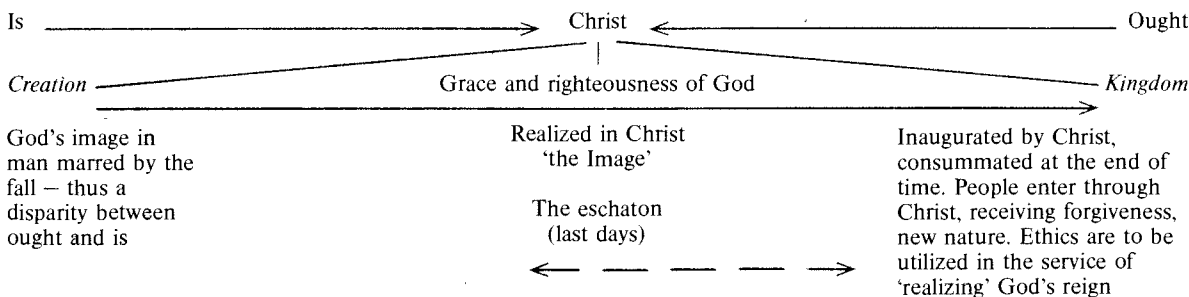 Is Christ Ought
Creation Grace and righteousness of God Kingdom
God's image in
man marred by the
fall – thus a
disparity between
ought and is
Realized in Christ
'the Image'
The eschaton
(last days)
Inaugurated by Christ,
consummated at the end of
time. People enter through
Christ, receiving forgiveness,
new nature. Ethics are to be
utilized in the service of
'realizing' God's reign